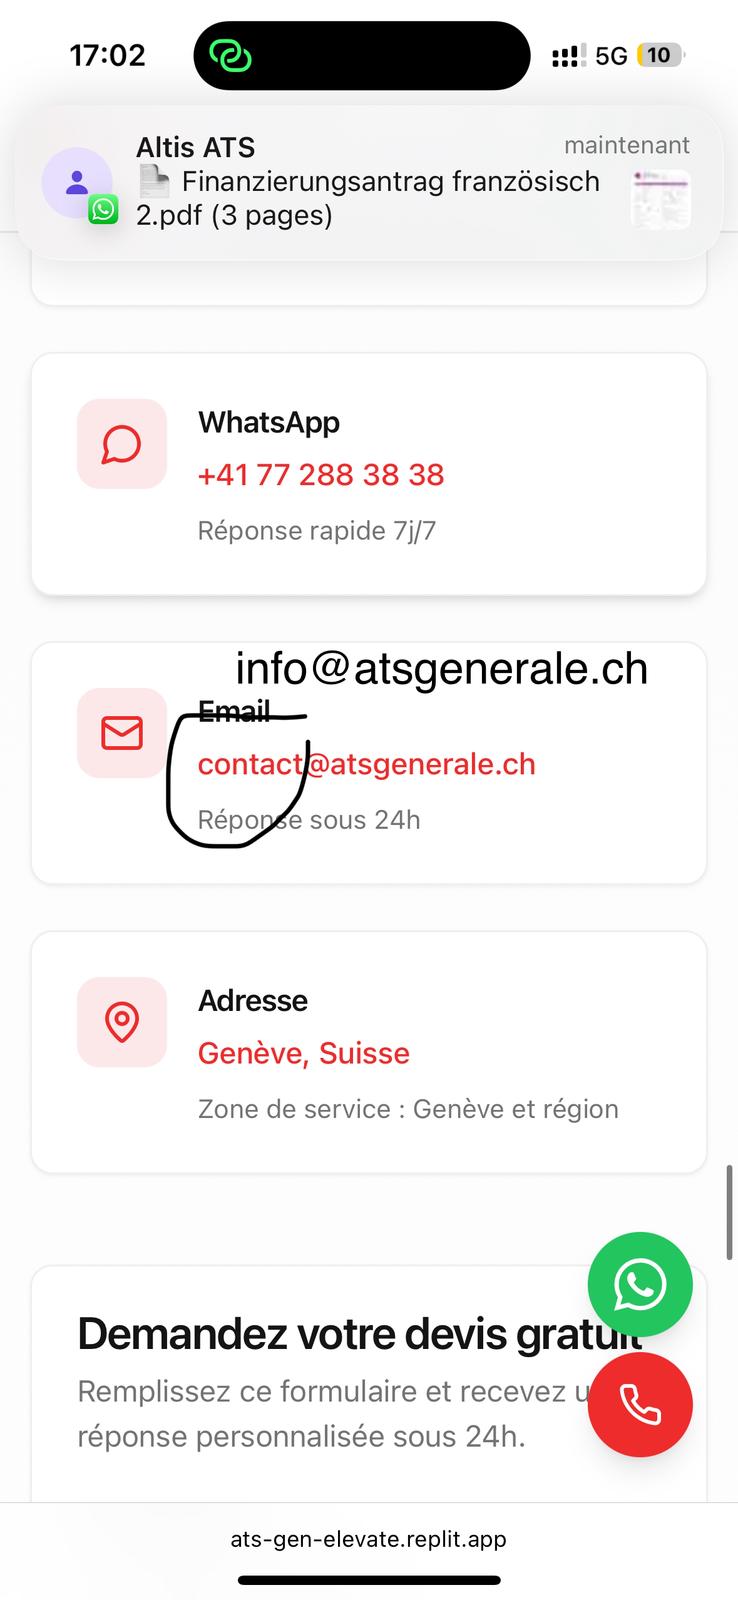 17:02
5G
10
Altis ATS
maintenant
Finanzierungsantrag französisch
2.pdf (3 pages)
WhatsApp
+41 77 288 38 38
Réponse rapide 7j/7
info@atsgenerale.ch
Email
contact@atsgenerale.ch
Réponse sous 24h
Adresse
Genève, Suisse
Zone de service : Genève et région
Demandez votre devis gratuit
Remplissez ce formulaire et recevez
réponse personnalisée sous 24h.
ats-gen-elevate.replit.app